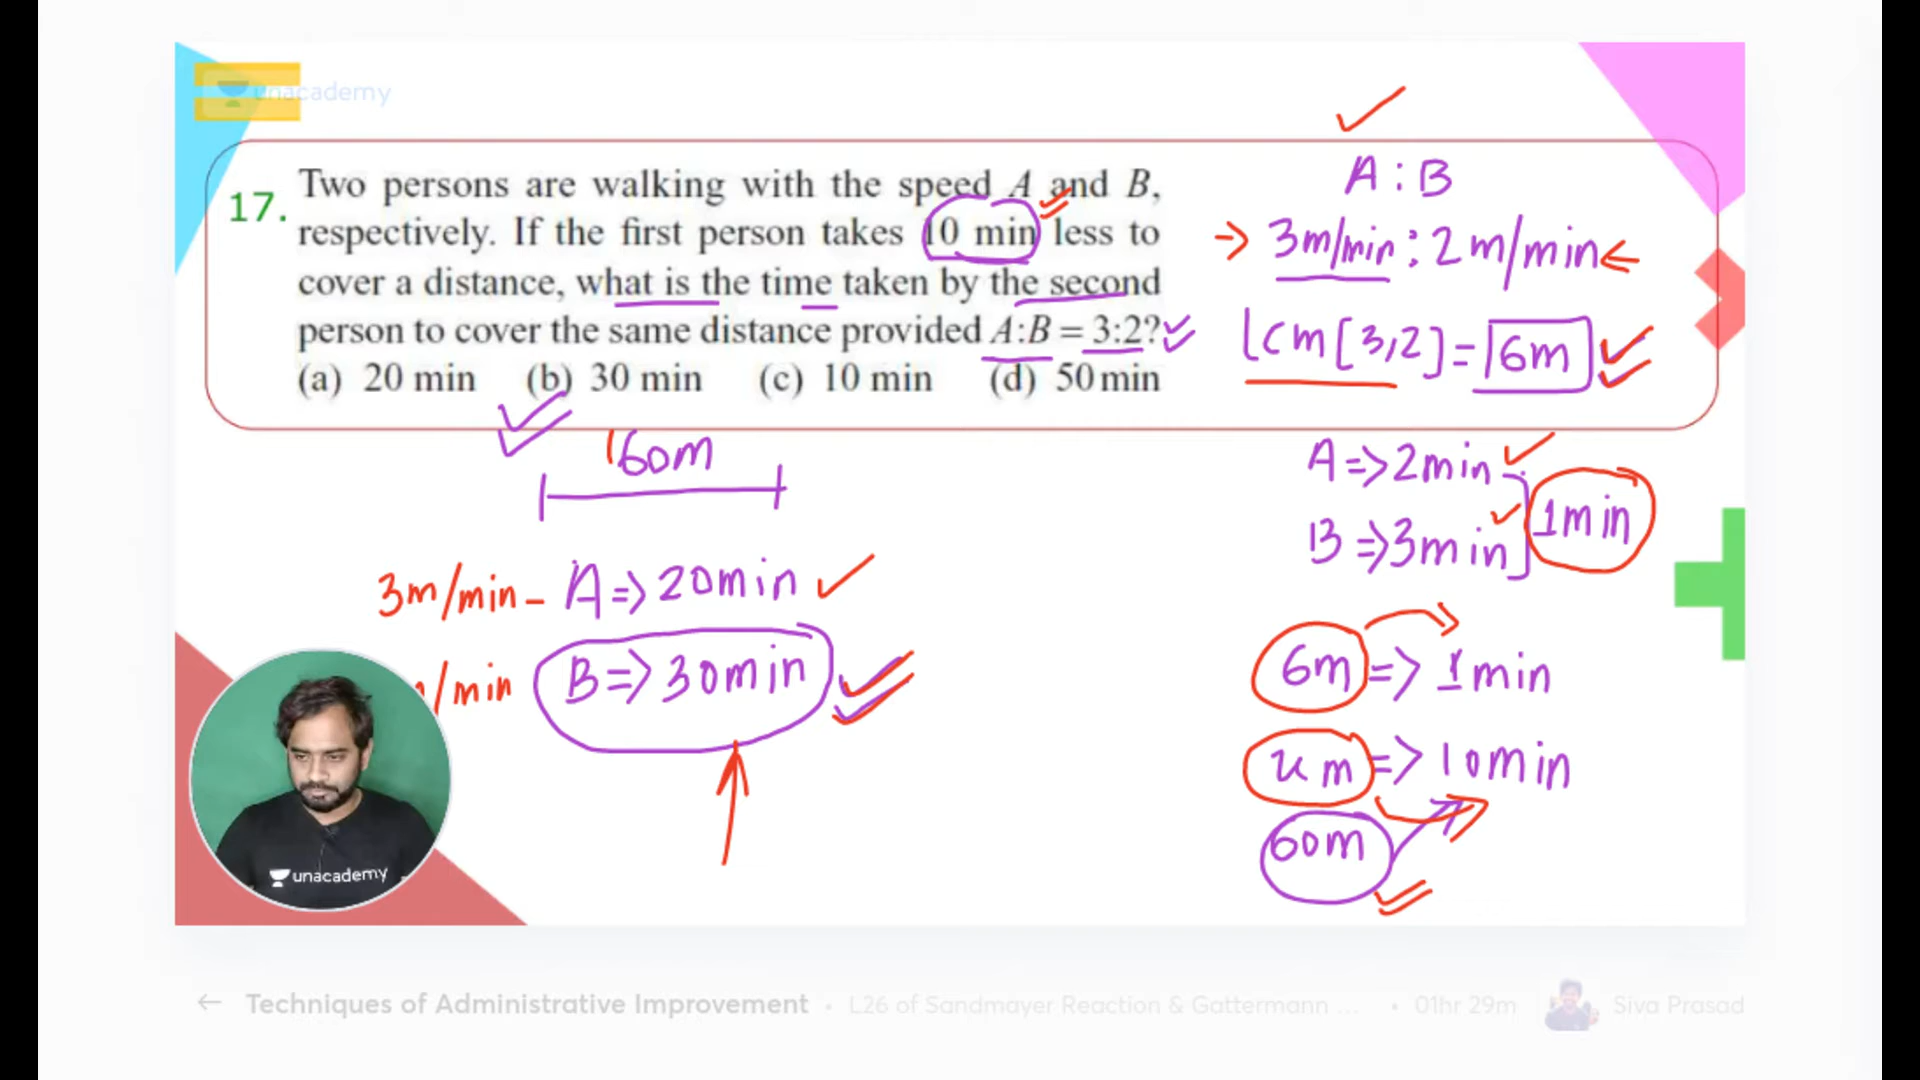 unacademy
17. Two persons are walking with the speed A and B,
respectively. If the first person takes 10 min less to
cover a distance, what is the time taken by the second
person to cover the same distance provided A:B = 3:2?
(a) 20 min (b) 30 min (c) 10 min (d) 50 min
A : B
3m/min : 2m/min
lcm [3,2] = 6m
A => 2min
B => 3min
1min
6m => 1min
xm => 10min
60m
60m
3m/min - A => 20min
m/min B => 30min
unacademy
Techniques of Administrative Improvement • L26 of Sandmayer Reaction & Gattermann ... • 01hr 29m Siva Prasad